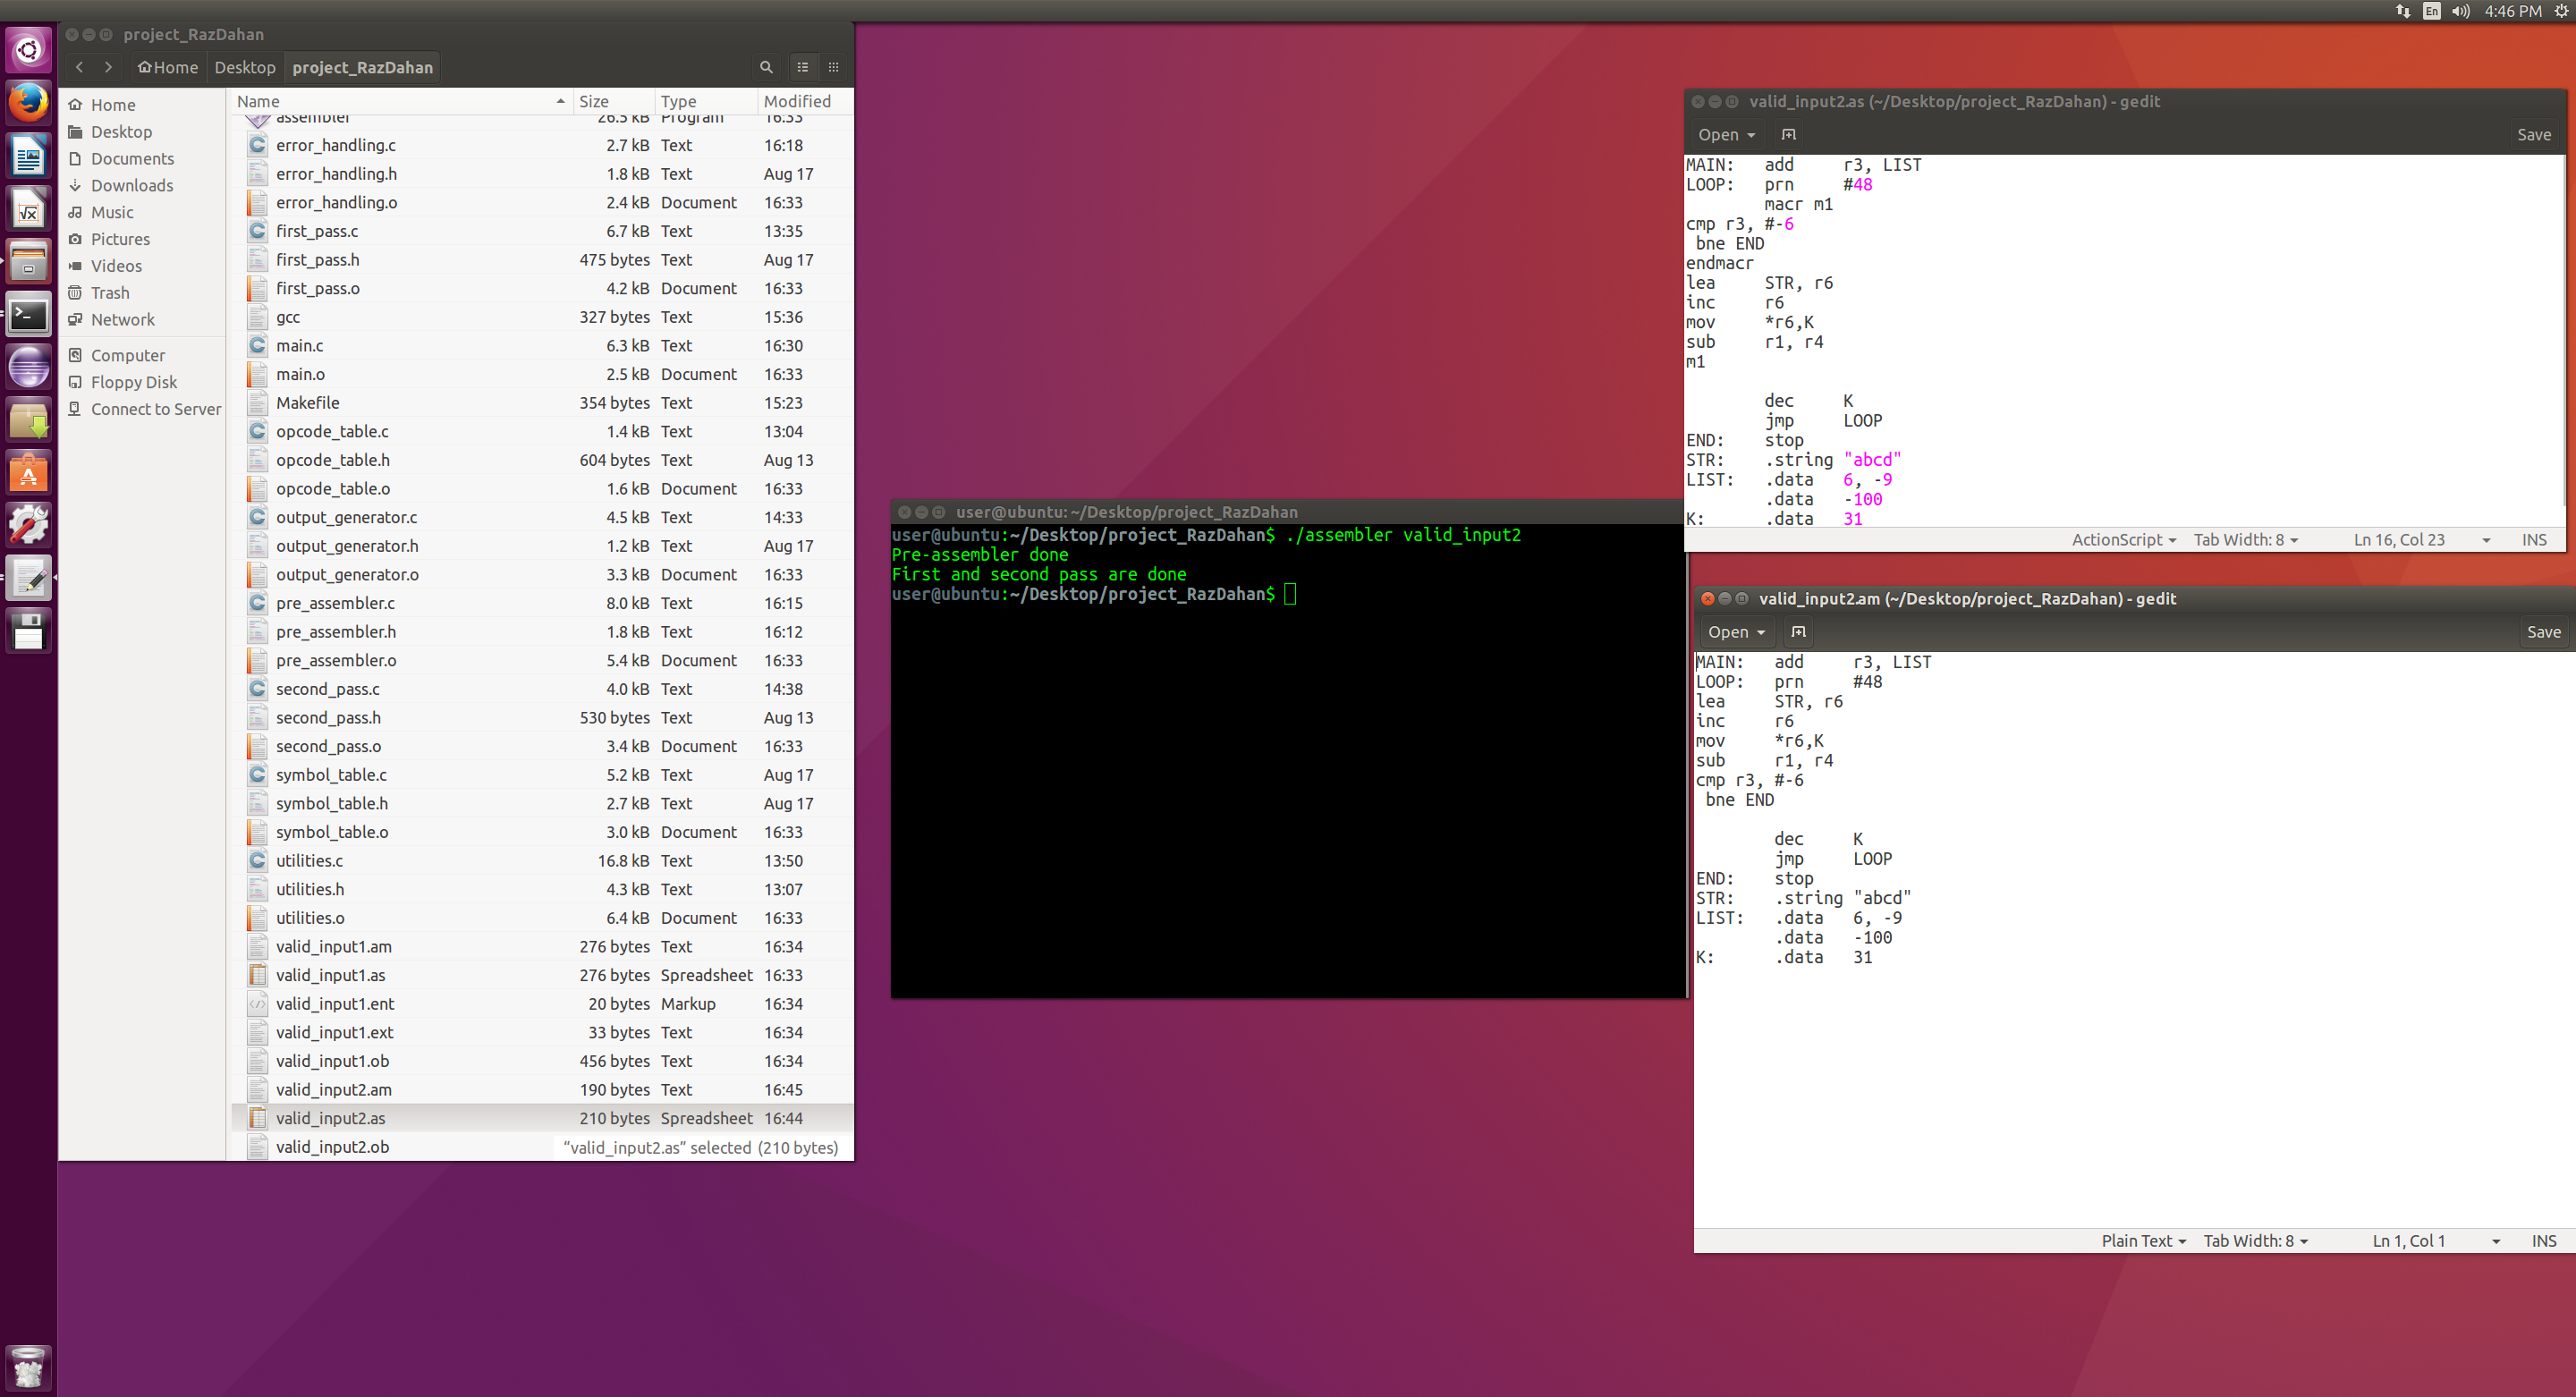 En 4:46 PM
project_RazDahan
Home Desktop project_RazDahan
Home
Desktop
Documents
Downloads
Music
Pictures
Videos
Trash
Network
Computer
Floppy Disk
Connect to Server
Name Size Type Modified
assembler 26.5 kB Program 16:33
error_handling.c 2.7 kB Text 16:18
error_handling.h 1.8 kB Text Aug 17
error_handling.o 2.4 kB Document 16:33
first_pass.c 6.7 kB Text 13:35
first_pass.h 475 bytes Text Aug 17
first_pass.o 4.2 kB Document 16:33
gcc 327 bytes Text 15:36
main.c 6.3 kB Text 16:30
main.o 2.5 kB Document 16:33
Makefile 354 bytes Text 15:23
opcode_table.c 1.4 kB Text 13:04
opcode_table.h 604 bytes Text Aug 13
opcode_table.o 1.6 kB Document 16:33
output_generator.c 4.5 kB Text 14:33
output_generator.h 1.2 kB Text Aug 17
output_generator.o 3.3 kB Document 16:33
pre_assembler.c 8.0 kB Text 16:15
pre_assembler.h 1.8 kB Text 16:12
pre_assembler.o 5.4 kB Document 16:33
second_pass.c 4.0 kB Text 14:38
second_pass.h 530 bytes Text Aug 13
second_pass.o 3.4 kB Document 16:33
symbol_table.c 5.2 kB Text Aug 17
symbol_table.h 2.7 kB Text Aug 17
symbol_table.o 3.0 kB Document 16:33
utilities.c 16.8 kB Text 13:50
utilities.h 4.3 kB Text 13:07
utilities.o 6.4 kB Document 16:33
valid_input1.am 276 bytes Text 16:34
valid_input1.as 276 bytes Spreadsheet 16:33
valid_input1.ent 20 bytes Markup 16:34
valid_input1.ext 33 bytes Text 16:34
valid_input1.ob 456 bytes Text 16:34
valid_input2.am 190 bytes Text 16:45
valid_input2.as 210 bytes Spreadsheet 16:44
valid_input2.ob
“valid_input2.as” selected (210 bytes)
user@ubuntu: ~/Desktop/project_RazDahan
user@ubuntu:~/Desktop/project_RazDahan$ ./assembler valid_input2
Pre-assembler done
First and second pass are done
user@ubuntu:~/Desktop/project_RazDahan$
valid_input2.as (~/Desktop/project_RazDahan) - gedit
Open Save
MAIN: add r3, LIST
LOOP: prn #48
macr m1
cmp r3, #-6
bne END
endmacr
lea STR, r6
inc r6
mov *r6,K
sub r1, r4
m1
dec K
jmp LOOP
END: stop
STR: .string "abcd"
LIST: .data 6, -9
.data -100
K: .data 31
ActionScript Tab Width: 8 Ln 16, Col 23 INS
valid_input2.am (~/Desktop/project_RazDahan) - gedit
Open Save
MAIN: add r3, LIST
LOOP: prn #48
lea STR, r6
inc r6
mov *r6,K
sub r1, r4
cmp r3, #-6
bne END
dec K
jmp LOOP
END: stop
STR: .string "abcd"
LIST: .data 6, -9
.data -100
K: .data 31
Plain Text Tab Width: 8 Ln 1, Col 1 INS